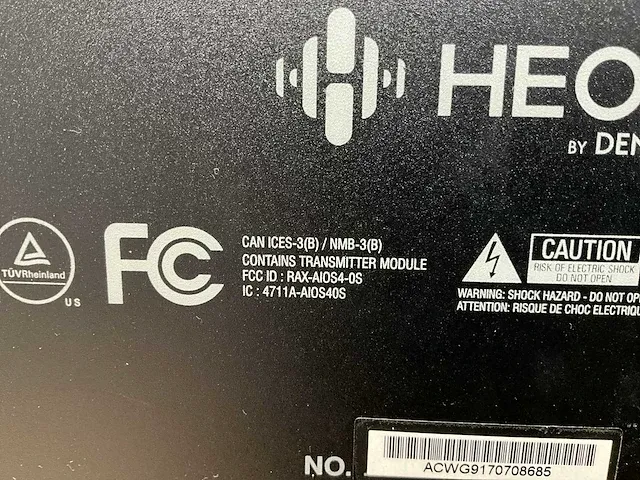 HEO
BY DEN
TÜVRheinland
US
FC
CAN ICES-3(B) / NMB-3(B)
CONTAINS TRANSMITTER MODULE
FCC ID : RAX-AIOS4-0S
IC : 4711A-AIOS40S
CAUTION
RISK OF ELECTRIC SHOCK
DO NOT OPEN
WARNING: SHOCK HAZARD - DO NOT OP
ATTENTION: RISQUE DE CHOC ELECTRIQU
NO.
ACWG9170708685